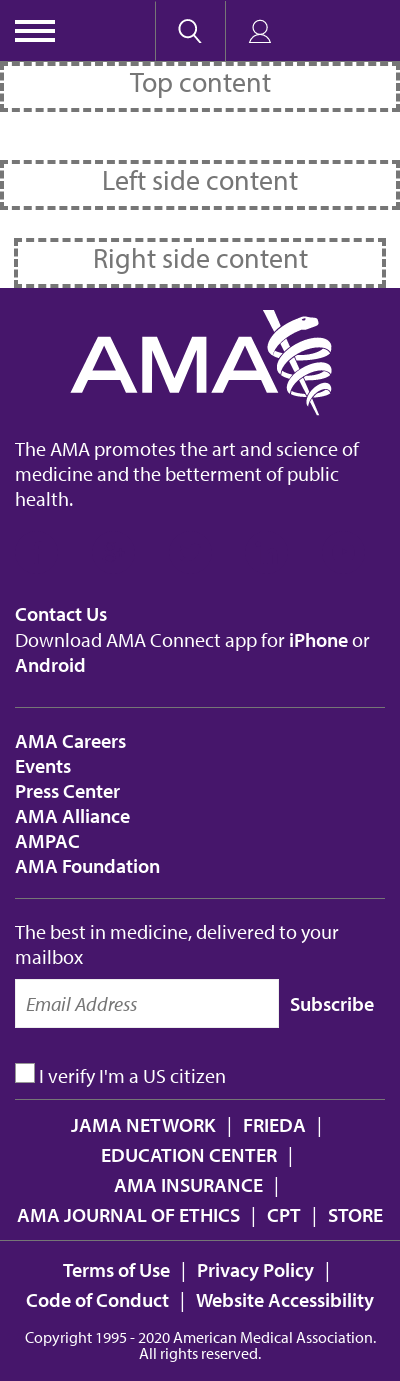 Top content
Left side content
Right side content
AMA
The AMA promotes the art and science of
medicine and the betterment of public
health.
Contact Us
Download AMA Connect app for iPhone or
Android
AMA Careers
Events
Press Center
AMA Alliance
AMPAC
AMA Foundation
The best in medicine, delivered to your
mailbox
Email Address Subscribe
I verify I'm a US citizen
JAMA NETWORK | FRIEDA |
EDUCATION CENTER |
AMA INSURANCE |
AMA JOURNAL OF ETHICS | CPT | STORE
Terms of Use | Privacy Policy |
Code of Conduct | Website Accessibility
Copyright 1995 - 2020 American Medical Association.
All rights reserved.